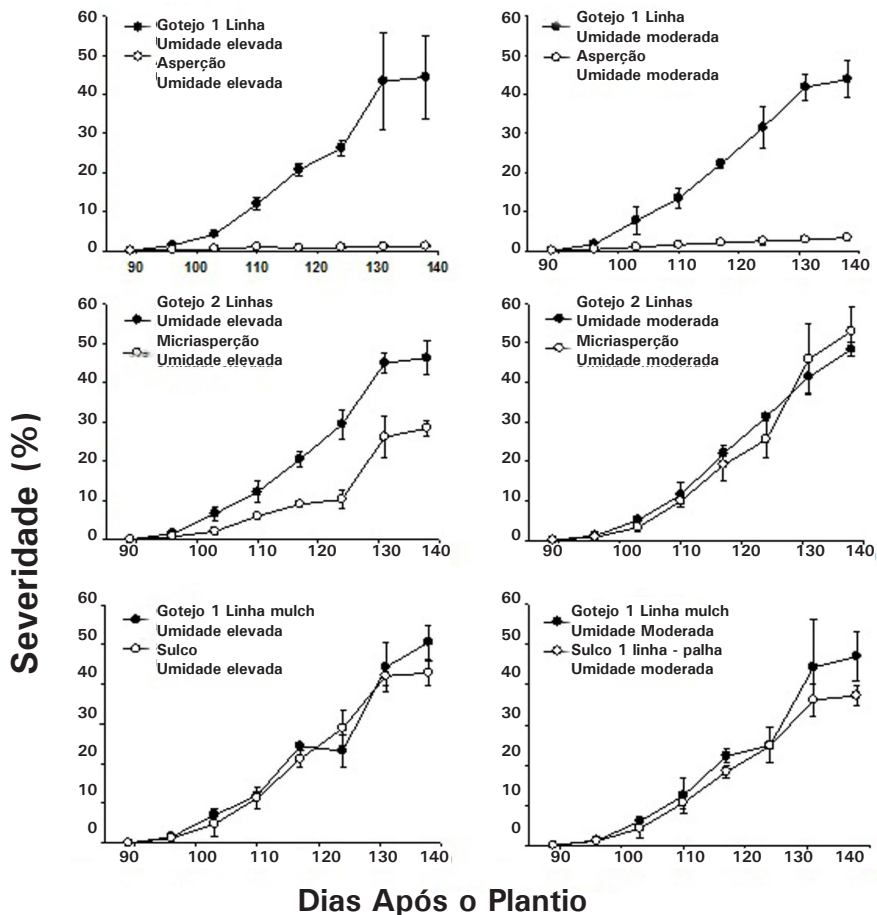 Severidade (%)
60
50
40
30
20
10
0
90 100 110 120 130 140
Gotejo 1 Linha
Umidade elevada
Asperção
Umidade elevada
60
50
40
30
20
10
0
90 100 110 120 130 140
Gotejo 1 Linha
Umidade moderada
Asperção
Umidade moderada
60
50
40
30
20
10
0
90 100 110 120 130 140
Gotejo 2 Linhas
Umidade elevada
Micriasperção
Umidade elevada
60
50
40
30
20
10
0
90 100 110 120 130 140
Gotejo 2 Linhas
Umidade moderada
Micriasperção
Umidade moderada
60
50
40
30
20
10
0
90 100 110 120 130 140
Gotejo 1 Linha mulch
Umidade elevada
Sulco
Umidade elevada
60
50
40
30
20
10
0
90 100 110 120 130 140
Gotejo 1 Linha mulch
Umidade Moderada
Sulco 1 linha - palha
Umidade moderada
Dias Após o Plantio